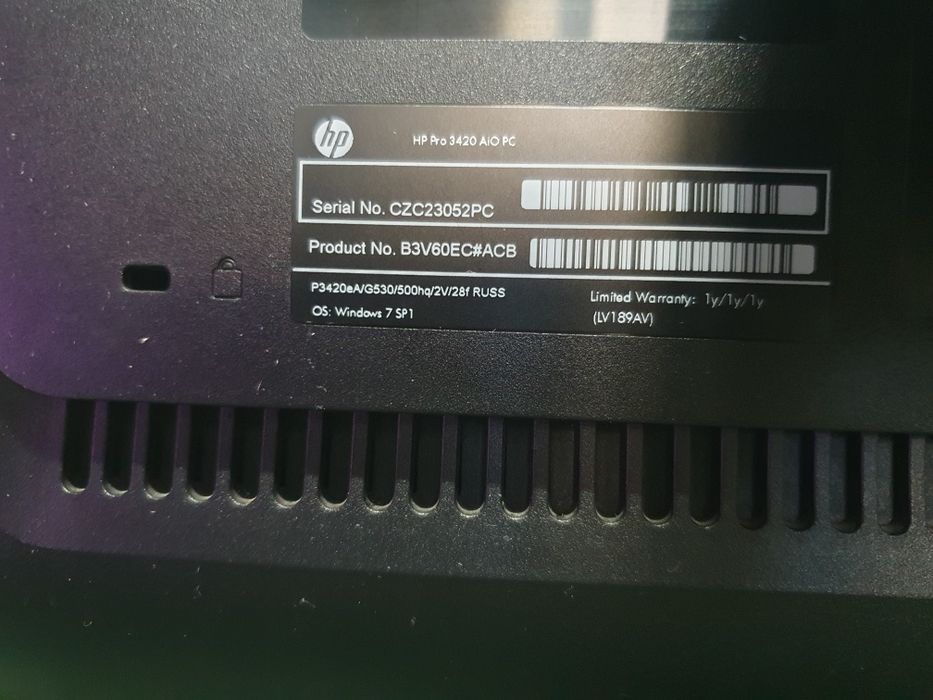 hp
HP Pro 3420 AiO PC
Serial No. CZC23052PC
Product No. B3V60EC#ACB
P3420eA/G530/500hq/2V/28f RUSS
Limited Warranty: 1y/1y/1y
OS: Windows 7 SP1
(LV189AV)